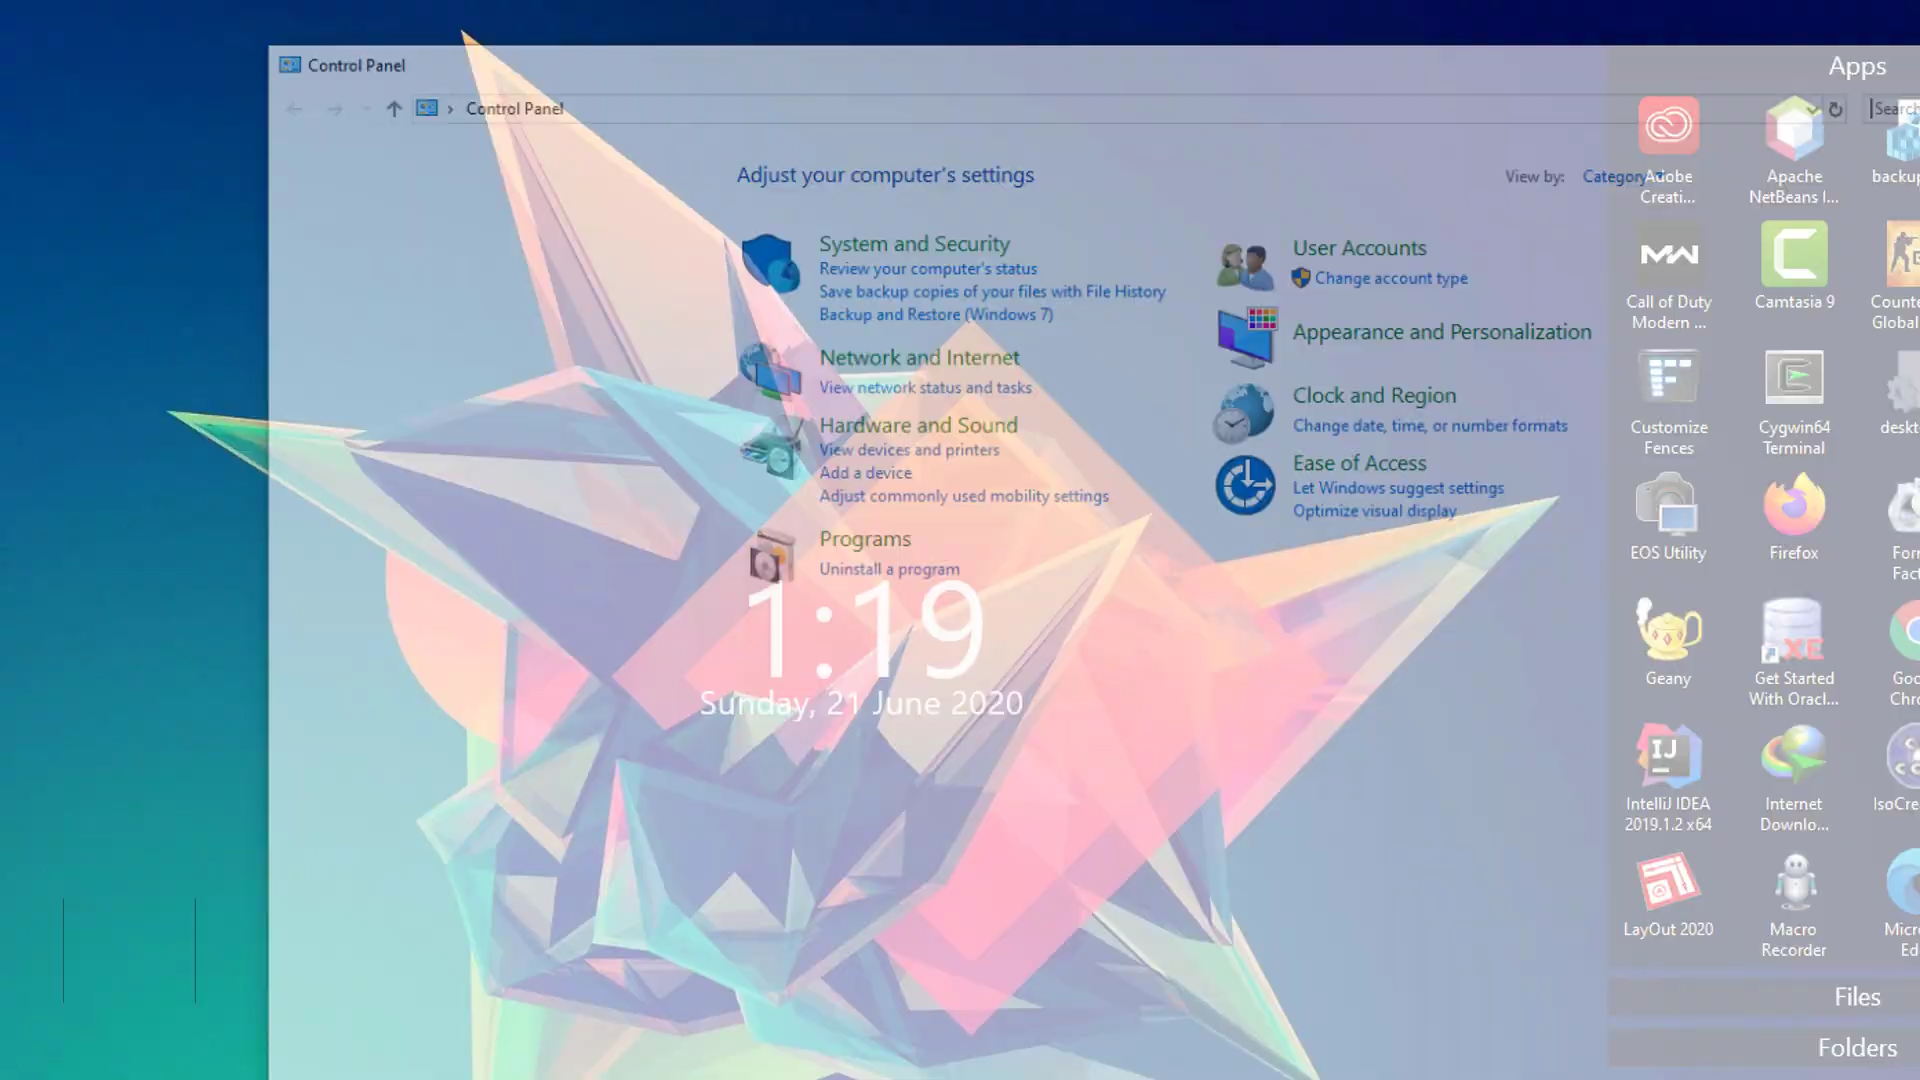 Control Panel
Control Panel
Adjust your computer's settings
View by:
Category
System and Security
Review your computer's status
Save backup copies of your files with File History
Backup and Restore (Windows 7)
Network and Internet
View network status and tasks
Hardware and Sound
View devices and printers
Add a device
Adjust commonly used mobility settings
Programs
Uninstall a program
User Accounts
Change account type
Appearance and Personalization
Clock and Region
Change date, time, or number formats
Ease of Access
Let Windows suggest settings
Optimize visual display
1:19
Sunday, 21 June 2020
Apps
Search
Adobe
Creati...
Apache
NetBeans I...
backup
MW
Call of Duty
Modern ...
Camtasia 9
Counte
Global
Customize
Fences
Cygwin64
Terminal
deskt
EOS Utility
Firefox
Forr
Fact
Geany
XE
Get Started
With Oracl...
Goo
Chro
IJ
IntelliJ IDEA
2019.1.2 x64
Internet
Downlo...
IsoCre
LayOut 2020
Macro
Recorder
Micr
Ed
Files
Folders